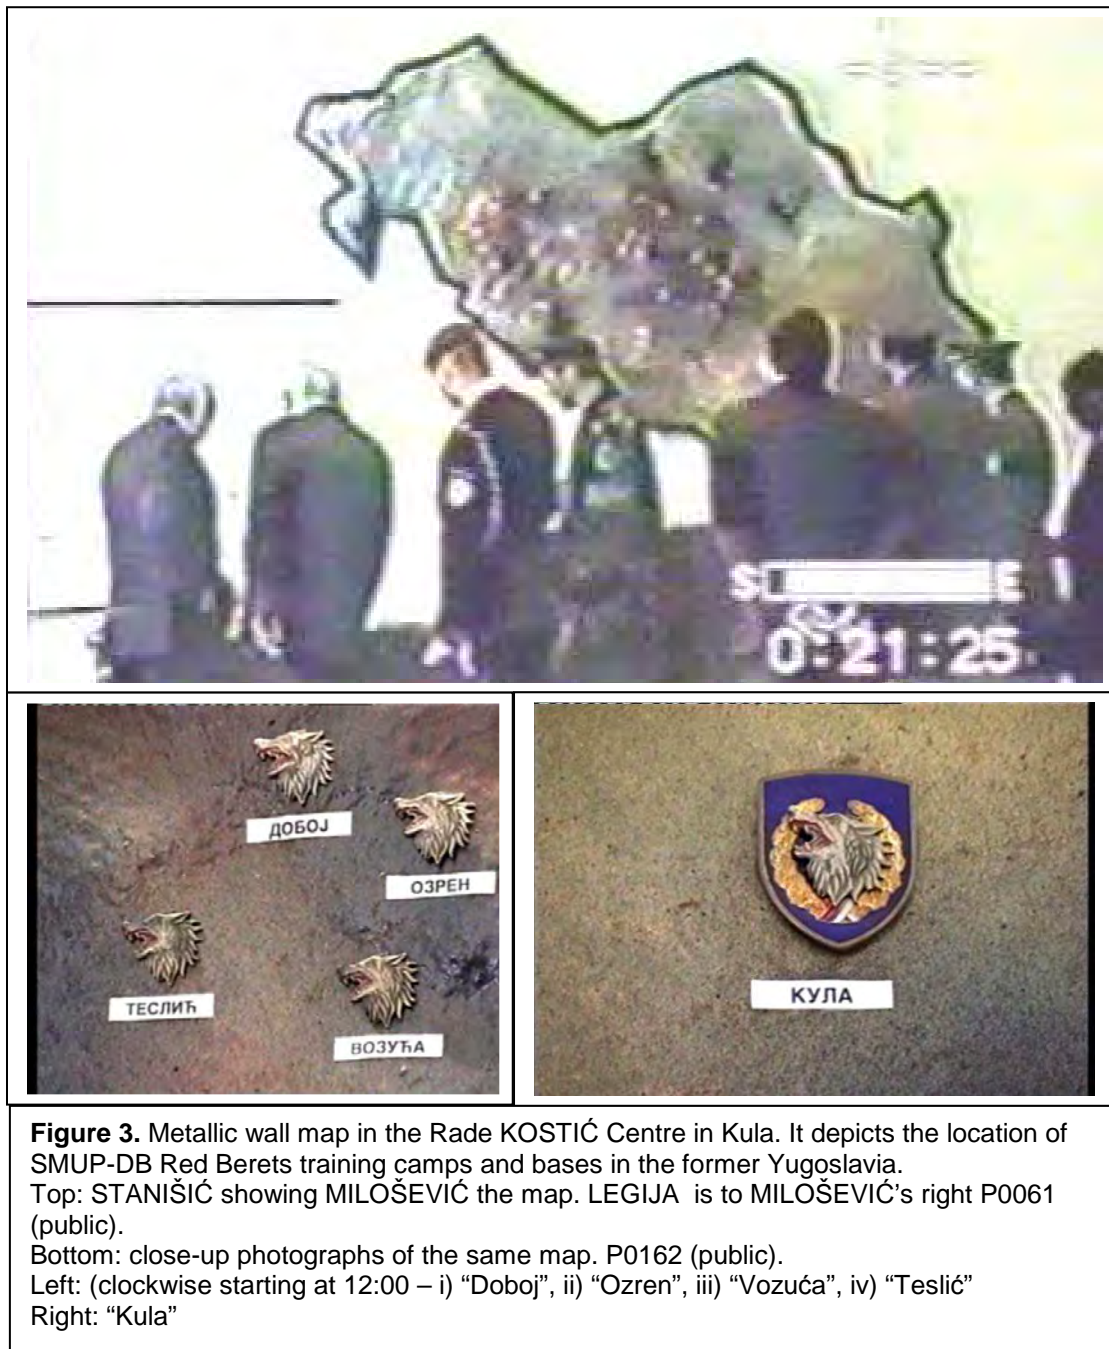 S E
0:21:25
ДОБОЈ
ОЗРЕН
ТЕСЛИЋ
ВОЗУЋА
КУЛА
Figure 3. Metallic wall map in the Rade KOSTIĆ Centre in Kula. It depicts the location of
SMUP-DB Red Berets training camps and bases in the former Yugoslavia.
Top: STANIŠIĆ showing MILOŠEVIĆ the map. LEGIJA is to MILOŠEVIĆ’s right P0061
(public).
Bottom: close-up photographs of the same map. P0162 (public).
Left: (clockwise starting at 12:00 – i) “Doboj”, ii) “Ozren”, iii) “Vozuća”, iv) “Teslić”
Right: “Kula”